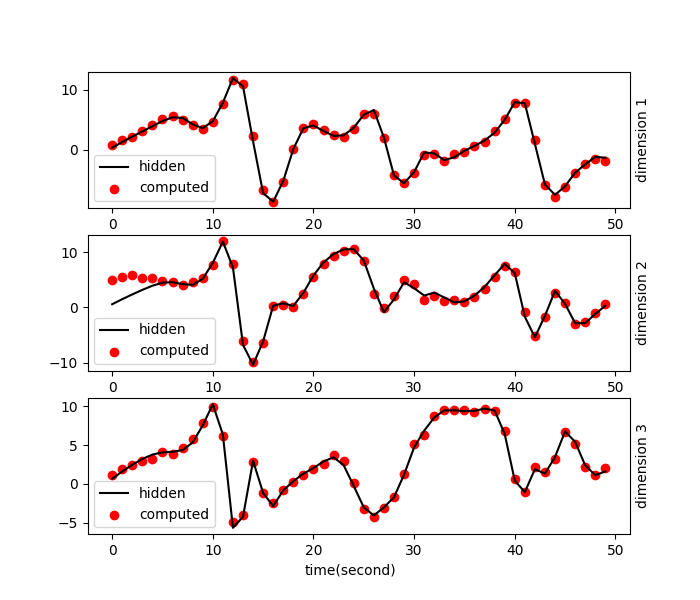 10
0
hidden
computed
0 10 20 30 40 50
dimension 1
10
0
−10
hidden
computed
0 10 20 30 40 50
dimension 2
10
5
0
−5
hidden
computed
0 10 20 30 40 50
dimension 3
time(second)